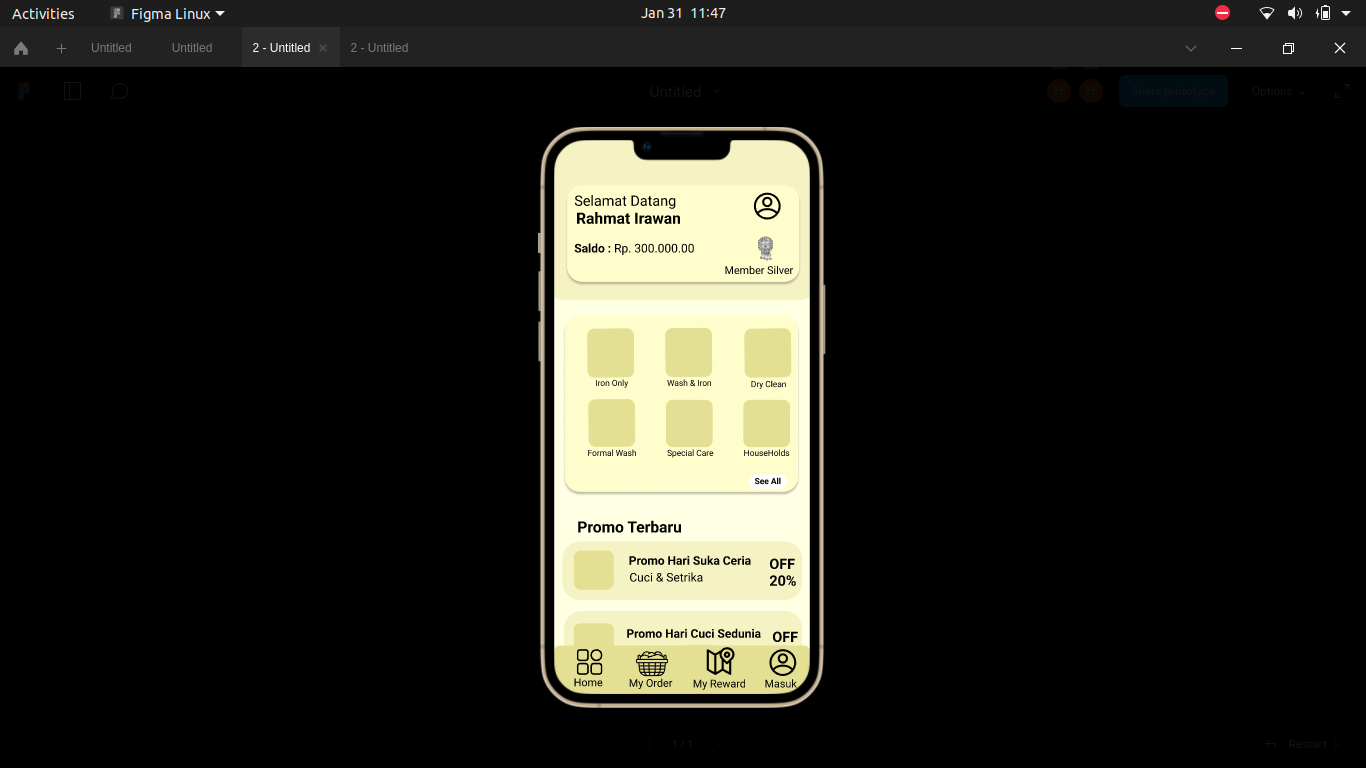 Activities
Figma Linux
Jan 31 11:47
Untitled
Untitled
2 - Untitled
2 - Untitled
Untitled
H
H
Share prototype
Options
Selamat Datang
Rahmat Irawan
Saldo : Rp. 300.000.00
Member Silver
Iron Only
Wash & Iron
Dry Clean
Formal Wash
Special Care
HouseHolds
See All
Promo Terbaru
Promo Hari Suka Ceria
Cuci & Setrika
OFF
20%
Promo Hari Cuci Sedunia
OFF
Home
My Order
My Reward
Masuk
1 / 1
Restart R